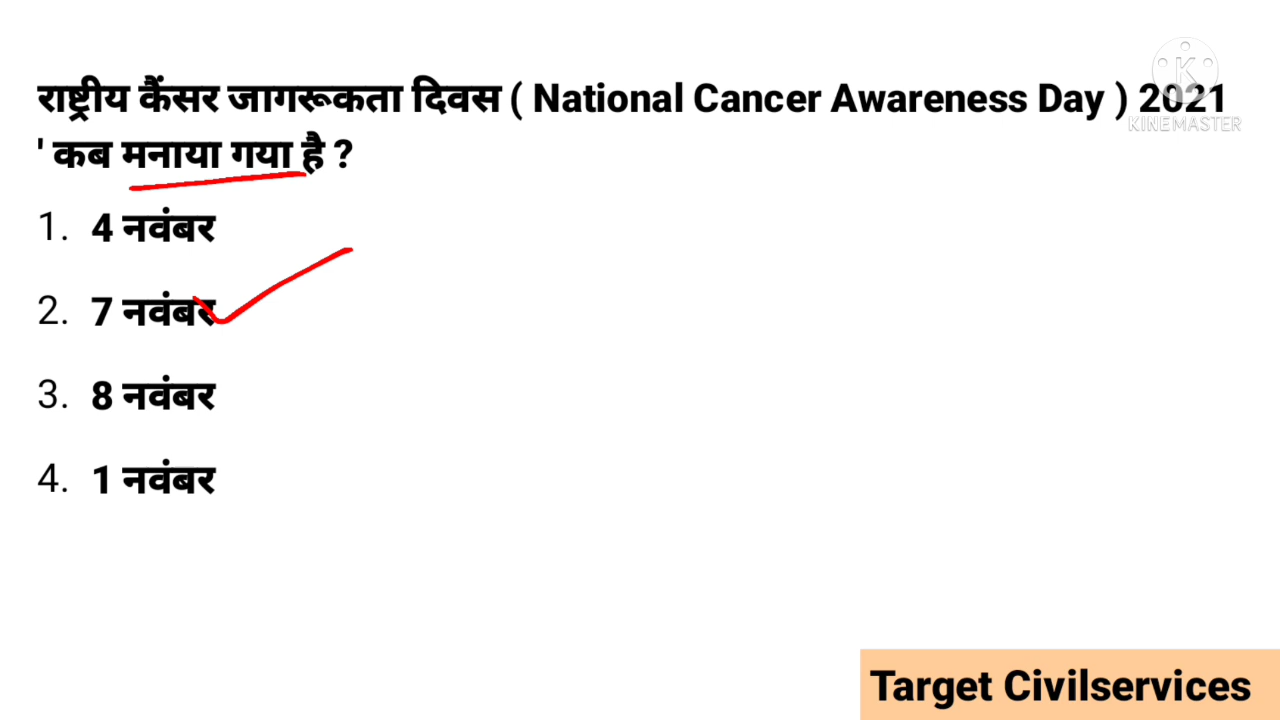 राष्ट्रीय कैंसर जागरूकता दिवस ( National Cancer Awareness Day ) 2021
' कब मनाया गया है ?
1. 4 नवंबर
2. 7 नवंबर
3. 8 नवंबर
4. 1 नवंबर
K
KINEMASTER
Target Civilservices